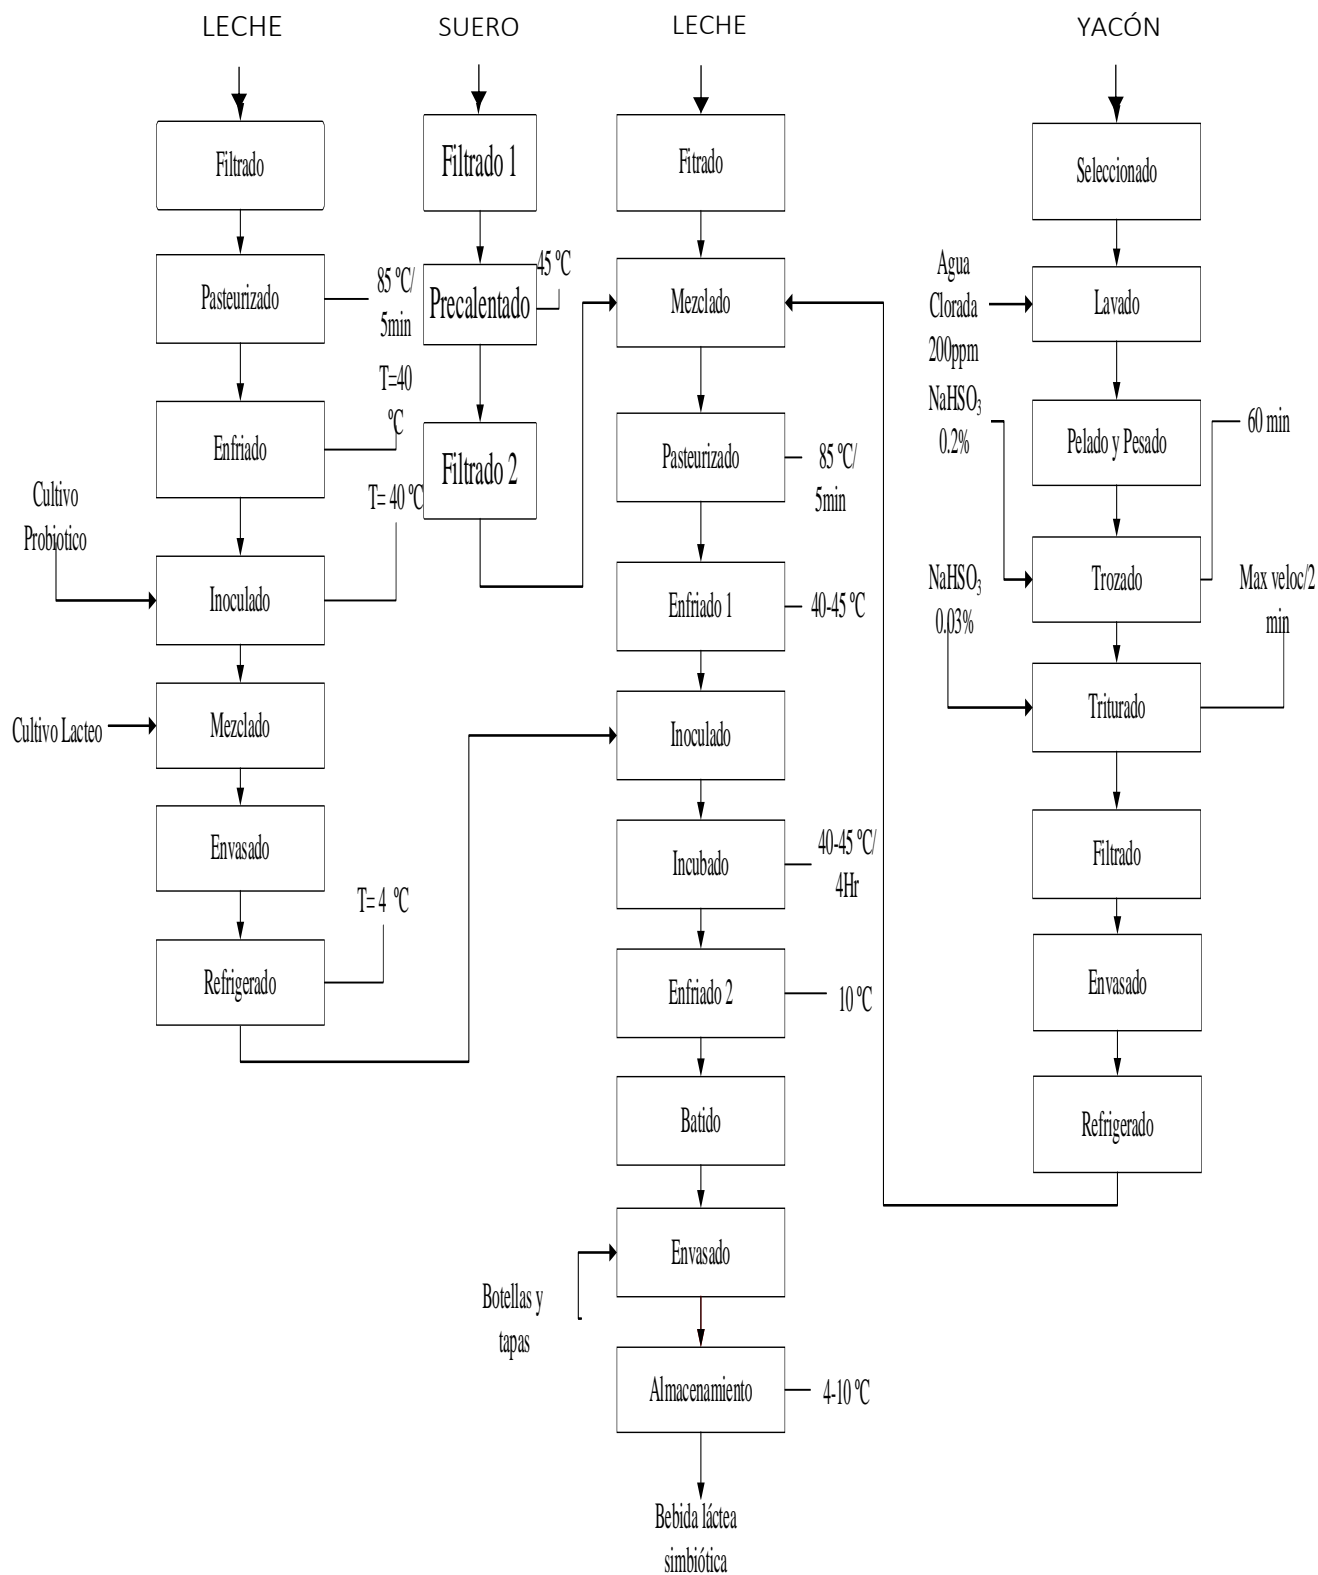 LECHE
Filtrado
Pasteurizado
85 ºC/
5min
Enfriado
T=40
ºC
Cultivo
Probiotico
Inoculado
T= 40 ºC
Cultivo Lacteo
Mezclado
Envasado
Refrigerado
T= 4 ºC
SUERO
Filtrado 1
Precalentado
45 ºC
Filtrado 2
LECHE
Fitrado
Mezclado
Pasteurizado
85 ºC/
5min
Enfriado 1
40-45 ºC
Inoculado
Incubado
40-45 ºC/
4Hr
Enfriado 2
10 ºC
Batido
Botellas y
tapas
Envasado
Almacenamiento
4-10 ºC
Bebida láctea
simbiótica
YACÓN
Seleccionado
Agua
Clorada
200ppm
Lavado
Pelado y Pesado
NaHSO₃
0.2%
Trozado
60 min
NaHSO₃
0.03%
Triturado
Max veloc/2
min
Filtrado
Envasado
Refrigerado